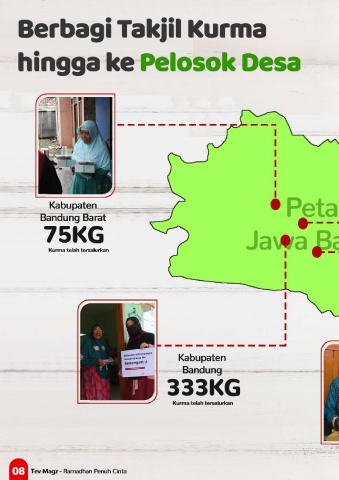 Berbagi Takjil Kurma
hingga ke Pelosok Desa
Kabupaten
Bandung Barat
75KG
Kurma telah tersalurkan
Peta
Jawa Ba
Kabupaten
Bandung
333KG
Kurma telah tersalurkan
08 Tev Magz - Ramadhan Penuh Cinta